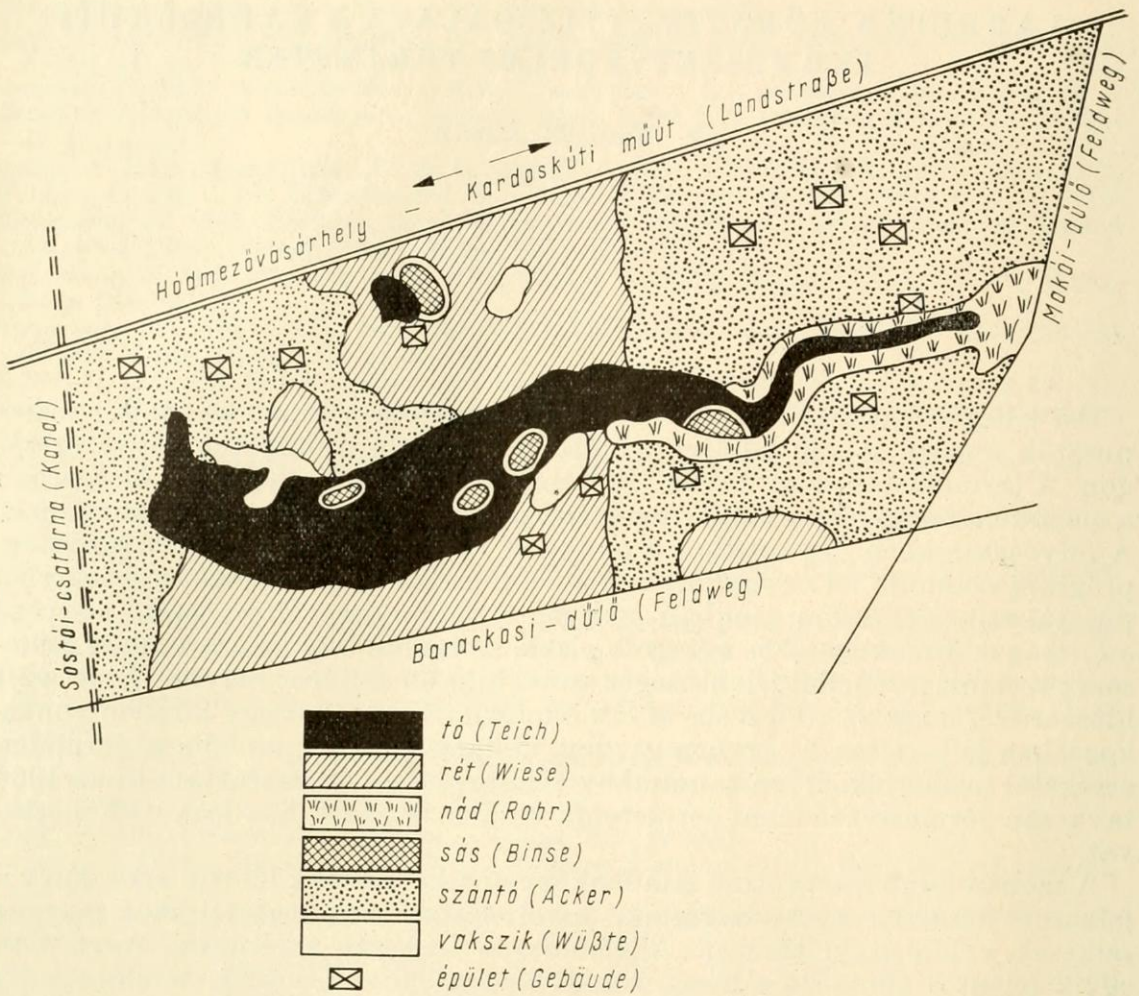 Hódmezővásárhely – Kardoskúti műút (Landstraße)
Makói-dűlő (Feldweg)
Sóstói-csatorna (Kanal)
Barackosi-dűlő (Feldweg)
tó (Teich)
rét (Wiese)
nád (Rohr)
sás (Binse)
szántó (Acker)
vakszik (Wüßte)
épület (Gebäude)